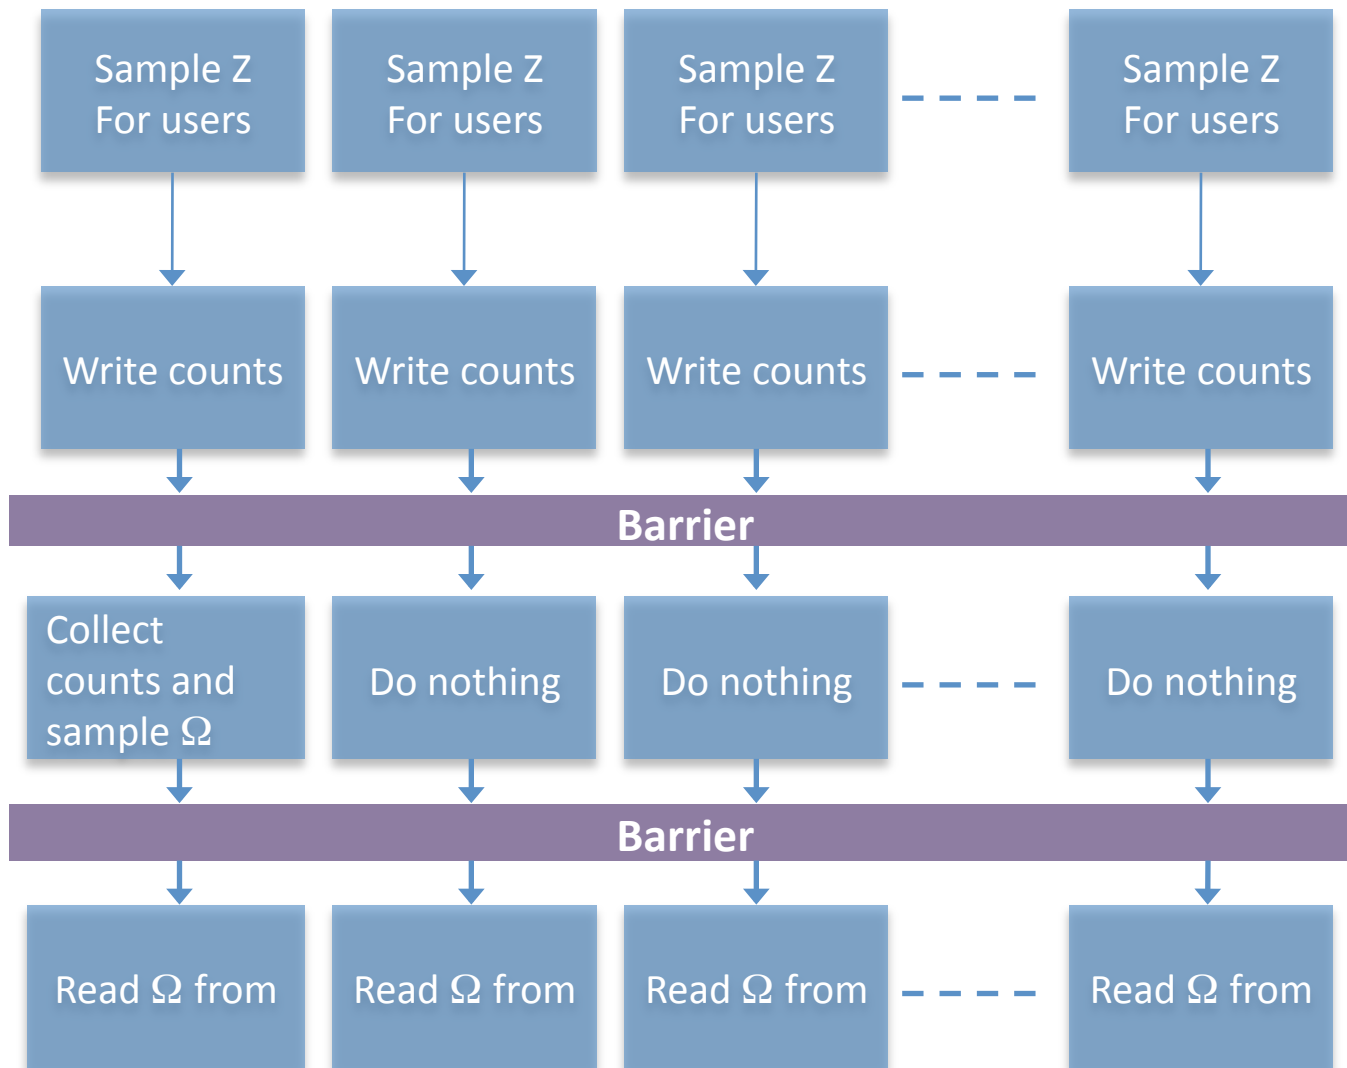 Sample Z
For users
Sample Z
For users
Sample Z
For users
Sample Z
For users
Write counts
Write counts
Write counts
Write counts
Barrier
Collect
counts and
sample Ω
Do nothing
Do nothing
Do nothing
Barrier
Read Ω from
Read Ω from
Read Ω from
Read Ω from